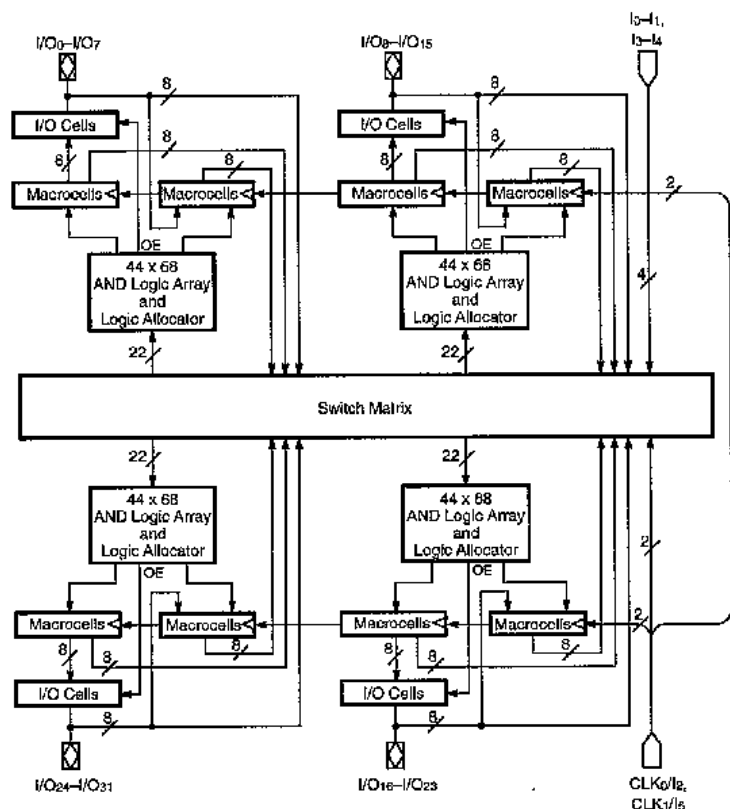 I/O0–I/O7
I/O8–I/O15
I0–I1,
I3–I4
8
8
I/O Cells
I/O Cells
8
8
8
8
8
8
Macrocells
Macrocells
Macrocells
Macrocells
2
OE
OE
44 x 68
AND Logic Array
and
Logic Allocator
44 x 68
AND Logic Array
and
Logic Allocator
4
22
22
Switch Matrix
22
22
44 x 68
AND Logic Array
and
Logic Allocator
44 x 68
AND Logic Array
and
Logic Allocator
2
OE
OE
Macrocells
Macrocells
Macrocells
Macrocells
2
8
8
8
8
8
8
I/O Cells
I/O Cells
8
8
I/O24–I/O31
I/O16–I/O23
CLK0/I2,
CLK1/I5